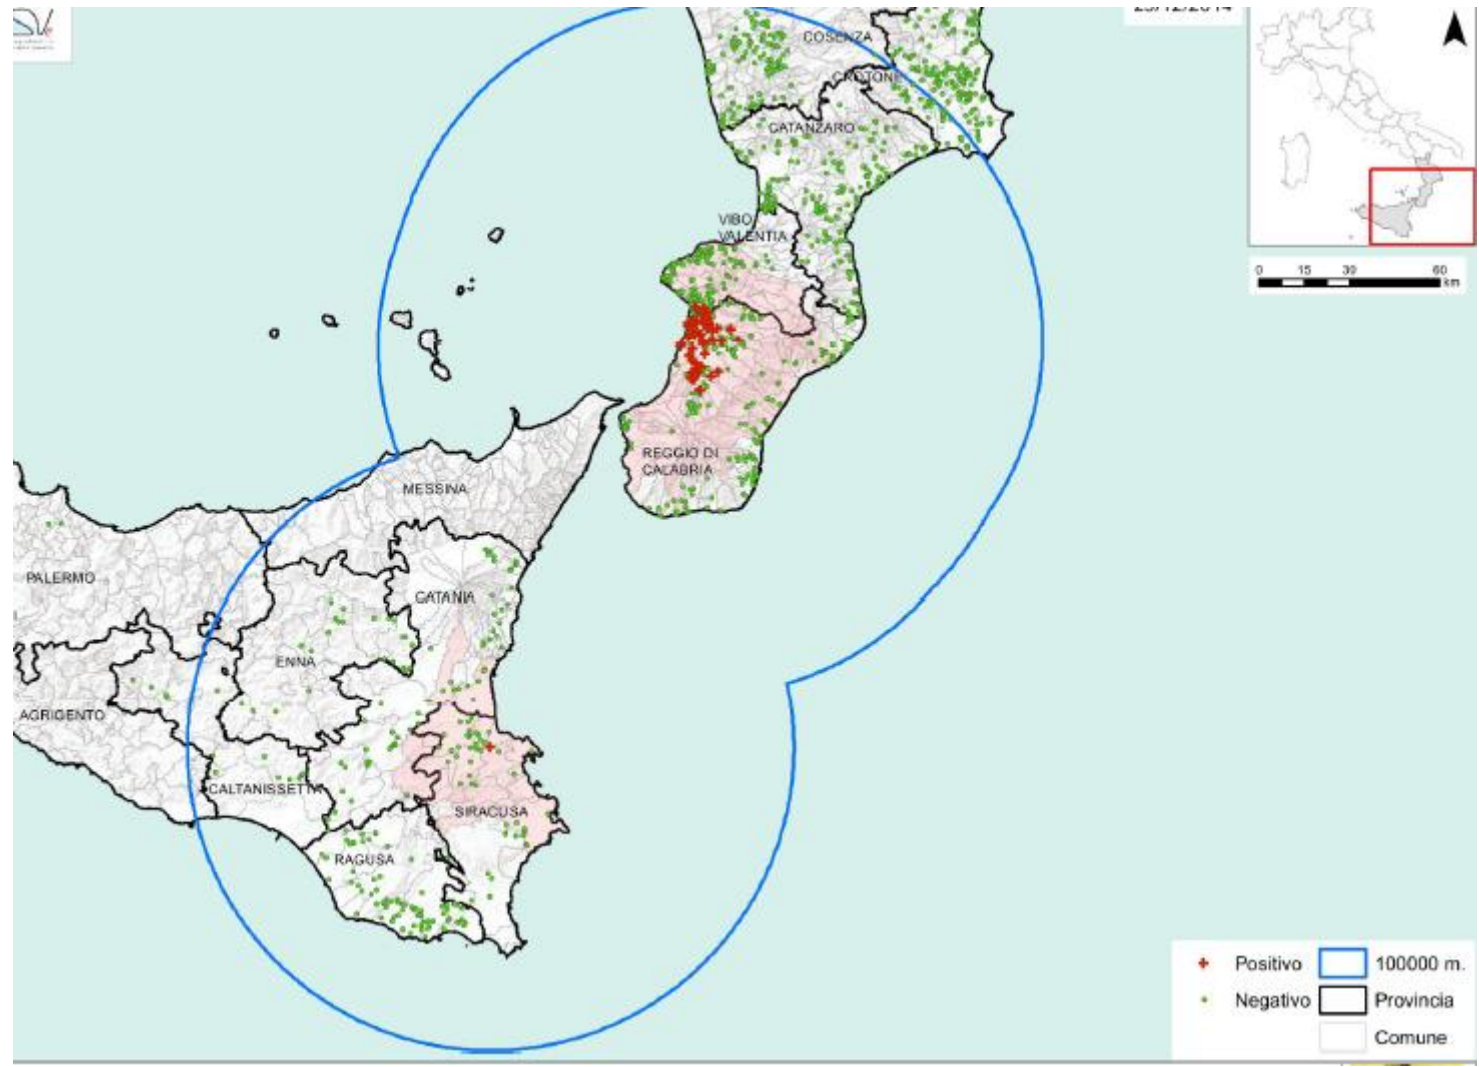 COSENZA
CROTONE
CATANZARO
VIBO
VALENTIA
0 15 30 60
km
REGGIO DI
CALABRIA
MESSINA
PALERMO
CATANIA
ENNA
AGRIGENTO
CALTANISSETTA
SIRACUSA
RAGUSA
Positivo 100000 m.
Negativo Provincia
Comune